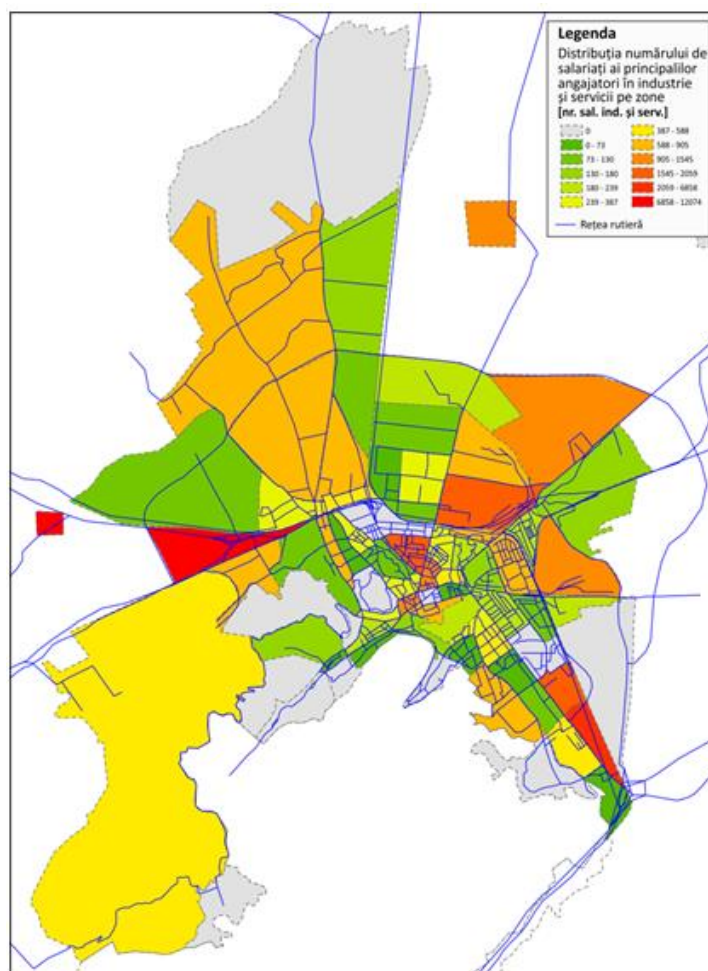 Legenda
Distribuția numărului de
salariați ai principalilor
angajatori în industrie
și servicii pe zone
[nr. sal. ind. și serv.]
0
0 - 73
73 - 130
130 - 180
180 - 239
239 - 387
387 - 588
588 - 905
905 - 1545
1545 - 2059
2059 - 6858
6858 - 12074
Rețea rutieră